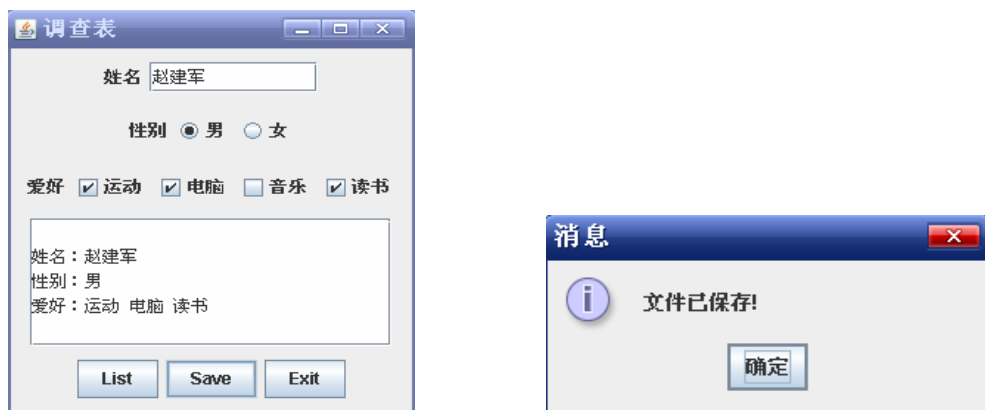 调查表
姓名 赵建军
性别 男 女
爱好 运动 电脑 音乐 读书
姓名：赵建军
性别：男
爱好：运动 电脑 读书
List Save Exit
消息
文件已保存!
确定